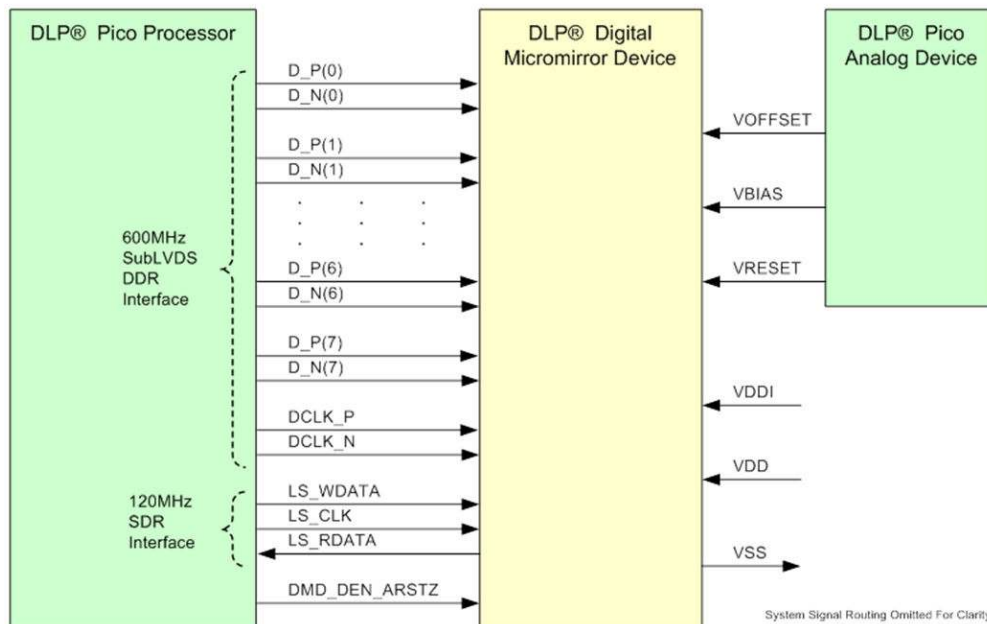 DLP® Pico Processor
DLP® Digital
Micromirror Device
DLP® Pico
Analog Device
D_P(0)
D_N(0)
D_P(1)
D_N(1)
600MHz
SubLVDS
DDR
Interface
D_P(6)
D_N(6)
D_P(7)
D_N(7)
DCLK_P
DCLK_N
120MHz
SDR
Interface
LS_WDATA
LS_CLK
LS_RDATA
DMD_DEN_ARSTZ
VOFFSET
VBIAS
VRESET
VDDI
VDD
VSS
System Signal Routing Omitted For Clarity